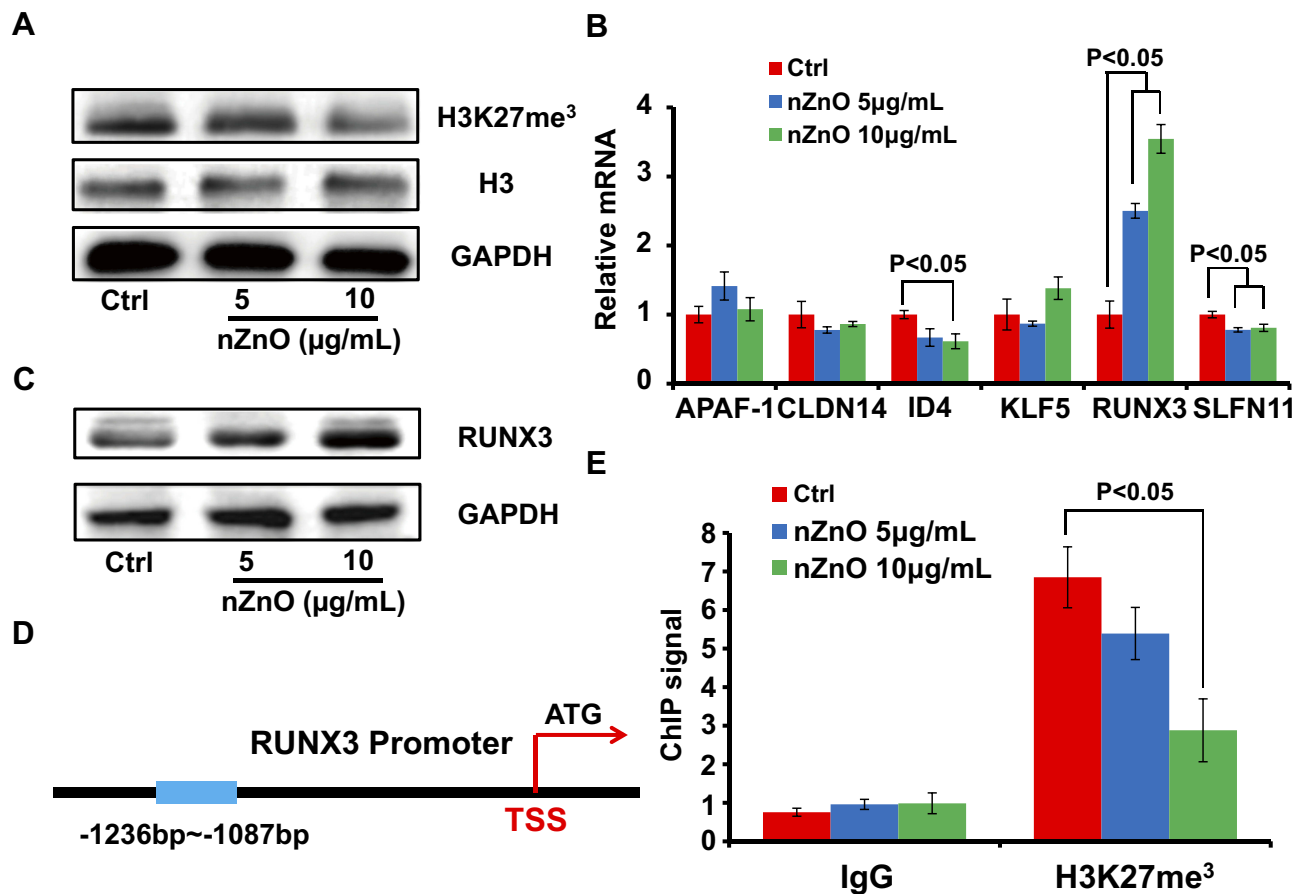 A
H3K27me³
H3
GAPDH
Ctrl 5 10
nZnO (μg/mL)
B
Ctrl
nZnO 5μg/mL
nZnO 10μg/mL
P<0.05
P<0.05
P<0.05
Relative mRNA
4
3
2
1
0
APAF-1 CLDN14 ID4 KLF5 RUNX3 SLFN11
C
RUNX3
GAPDH
Ctrl 5 10
nZnO (μg/mL)
D
RUNX3 Promoter
ATG
TSS
-1236bp~-1087bp
E
Ctrl
nZnO 5μg/mL
nZnO 10μg/mL
P<0.05
ChIP signal
8
7
6
5
4
3
2
1
0
IgG H3K27me³